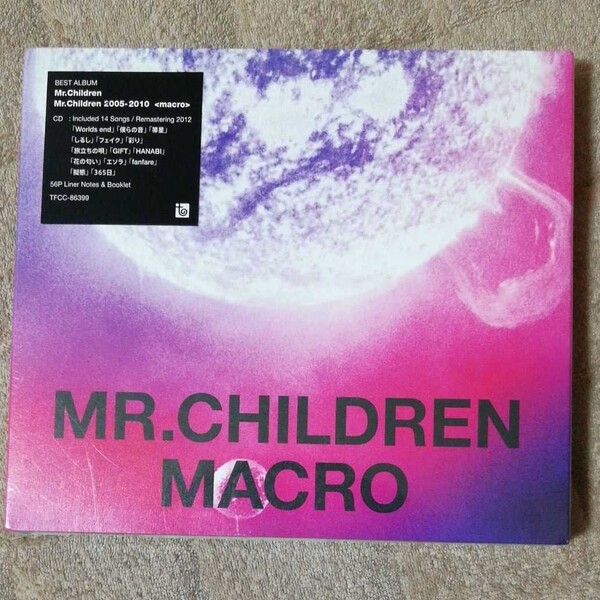 BEST ALBUM
Mr.Children
Mr.Children 2005-2010 <macro>
CD : Included 14 Songs / Remastering 2012
「Worlds end」「僕らの音」「箒星」
「しるし」「フェイク」「彩り」
「旅立ちの唄」「GIFT」「HANABI」
「花の匂い」「エソラ」「fanfare」
「擬態」「365日」
56P Liner Notes & Booklet
TFCC-86399
MR.CHILDREN
MACRO